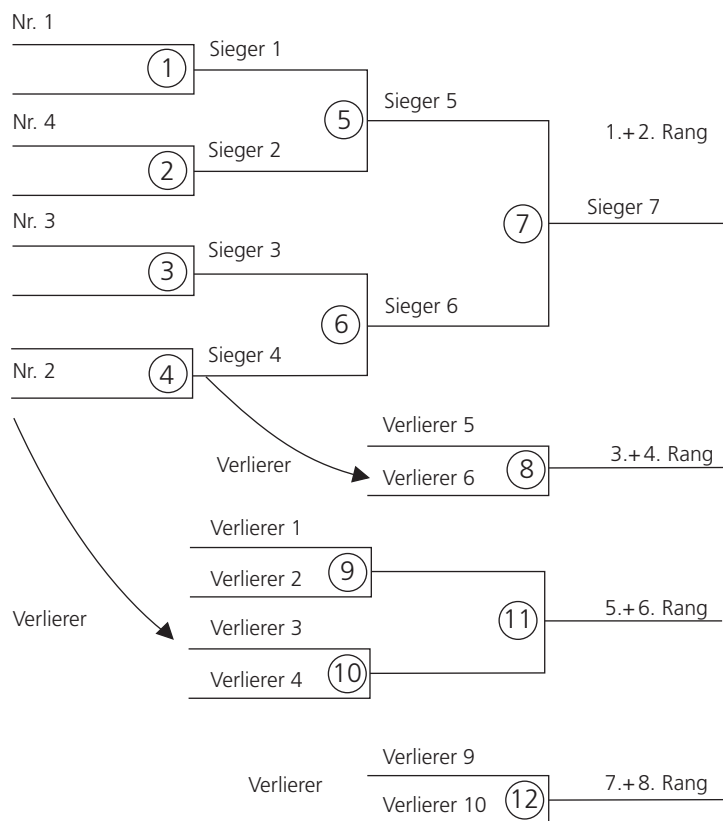 Nr. 1
Sieger 1
1
Sieger 5
5
1.+2. Rang
Nr. 4
Sieger 2
2
Sieger 7
7
Nr. 3
Sieger 3
3
Sieger 6
6
Sieger 4
Nr. 2
4
Verlierer 5
Verlierer
Verlierer 6
8
3.+4. Rang
Verlierer 1
Verlierer 2
9
Verlierer
Verlierer 3
11
5.+6. Rang
Verlierer 4
10
Verlierer 9
Verlierer
Verlierer 10
12
7.+8. Rang